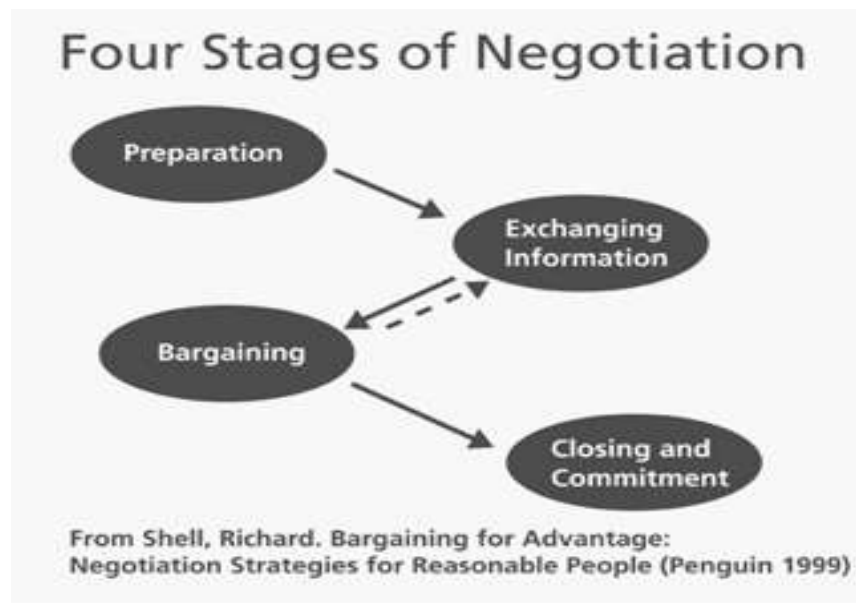 Four Stages of Negotiation
Preparation
Exchanging
Information
Bargaining
Closing and
Commitment
From Shell, Richard. Bargaining for Advantage:
Negotiation Strategies for Reasonable People (Penguin 1999)